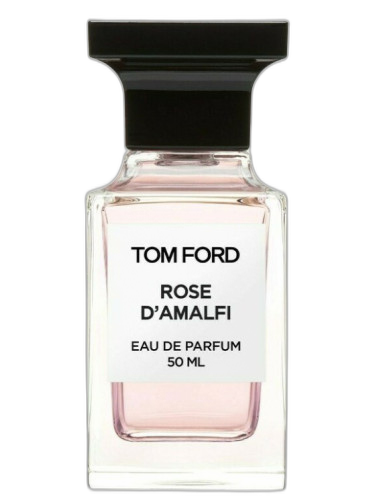 TOM FORD
ROSE
D'AMALFI
EAU DE PARFUM
50 ML